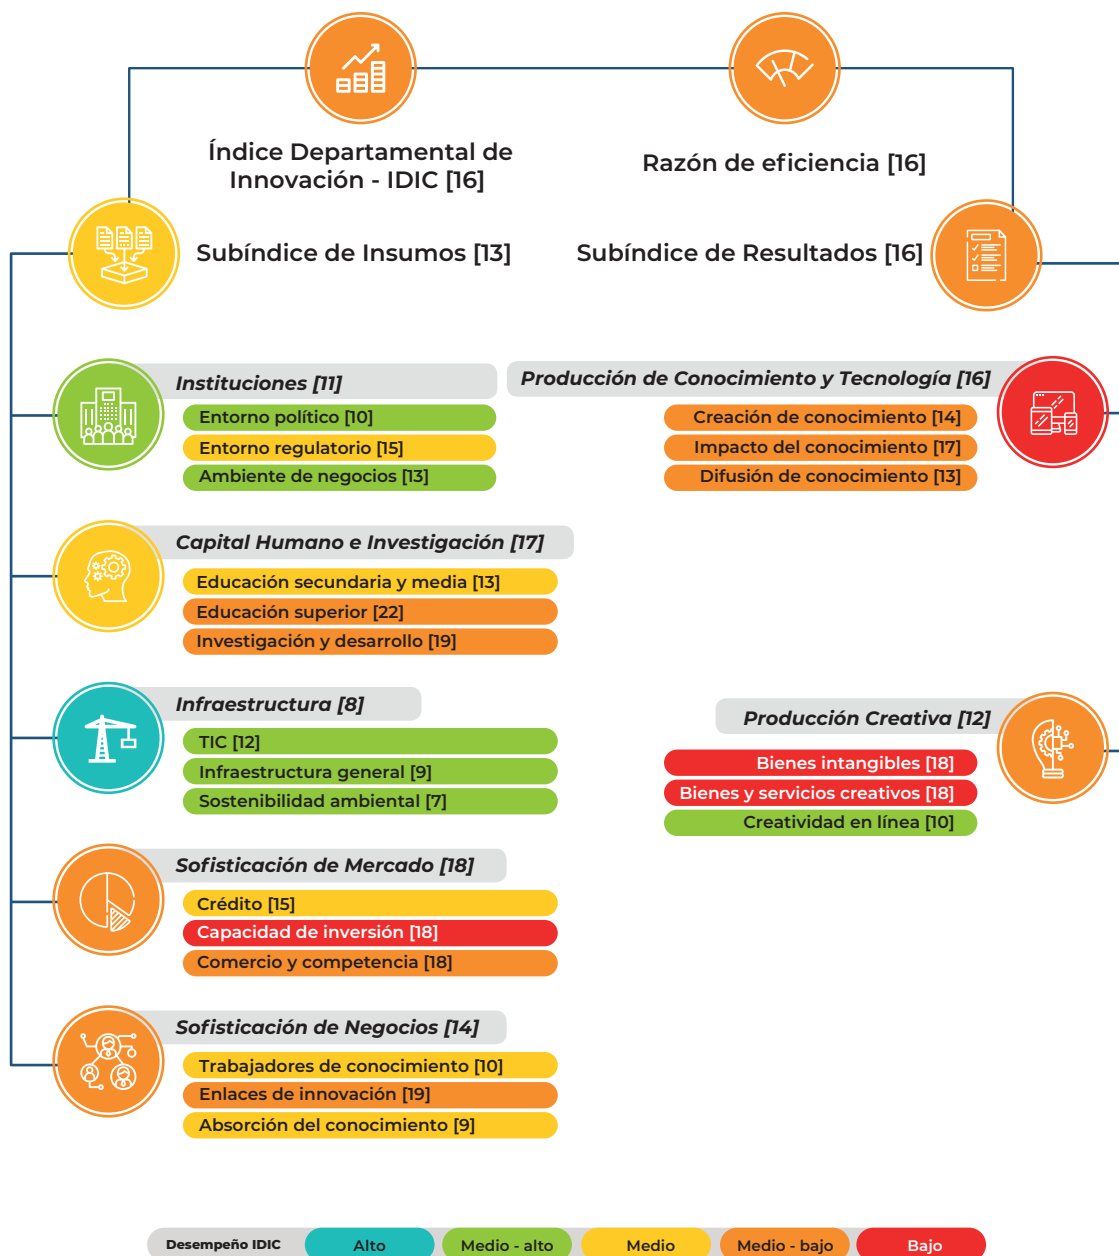 Índice Departamental de
Innovación - IDIC [16]
Razón de eficiencia [16]
Subíndice de Insumos [13]
Subíndice de Resultados [16]
Instituciones [11]
Entorno político [10]
Entorno regulatorio [15]
Ambiente de negocios [13]
Capital Humano e Investigación [17]
Educación secundaria y media [13]
Educación superior [22]
Investigación y desarrollo [19]
Infraestructura [8]
TIC [12]
Infraestructura general [9]
Sostenibilidad ambiental [7]
Sofisticación de Mercado [18]
Crédito [15]
Capacidad de inversión [18]
Comercio y competencia [18]
Sofisticación de Negocios [14]
Trabajadores de conocimiento [10]
Enlaces de innovación [19]
Absorción del conocimiento [9]
Producción de Conocimiento y Tecnología [16]
Creación de conocimiento [14]
Impacto del conocimiento [17]
Difusión de conocimiento [13]
Producción Creativa [12]
Bienes intangibles [18]
Bienes y servicios creativos [18]
Creatividad en línea [10]
Desempeño IDIC
Alto
Medio - alto
Medio
Medio - bajo
Bajo